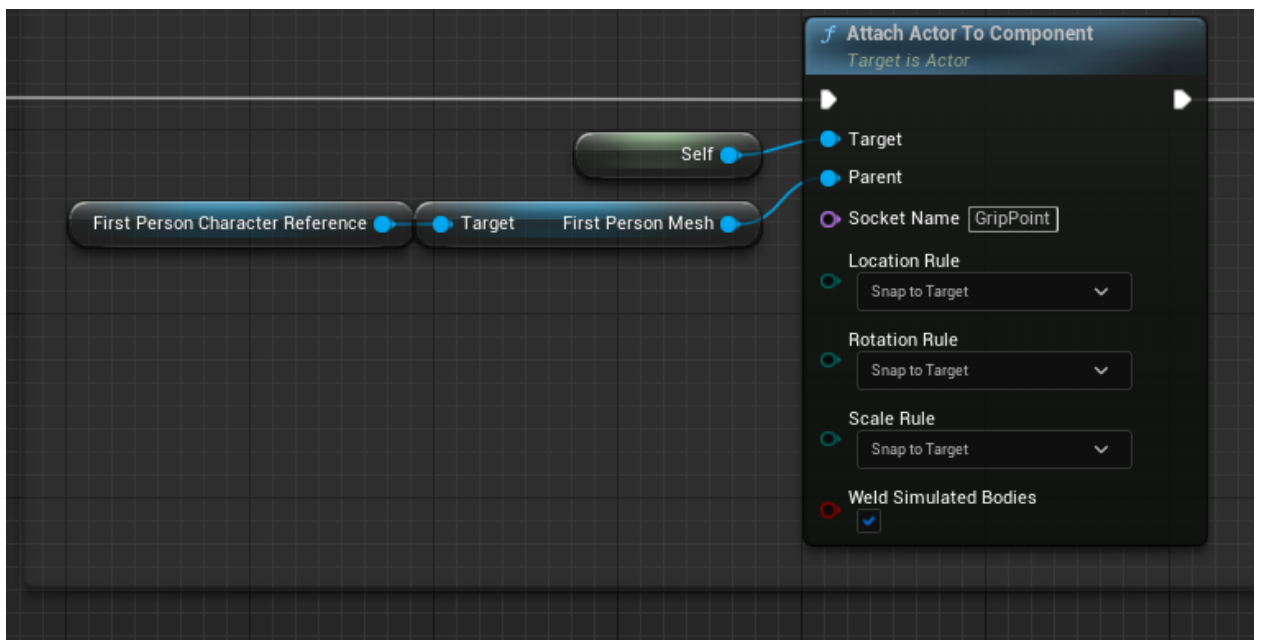 f Attach Actor To Component
Target is Actor
Self
Target
Parent
First Person Character Reference
Target First Person Mesh
Socket Name GripPoint
Location Rule
Snap to Target
Rotation Rule
Snap to Target
Scale Rule
Snap to Target
Weld Simulated Bodies